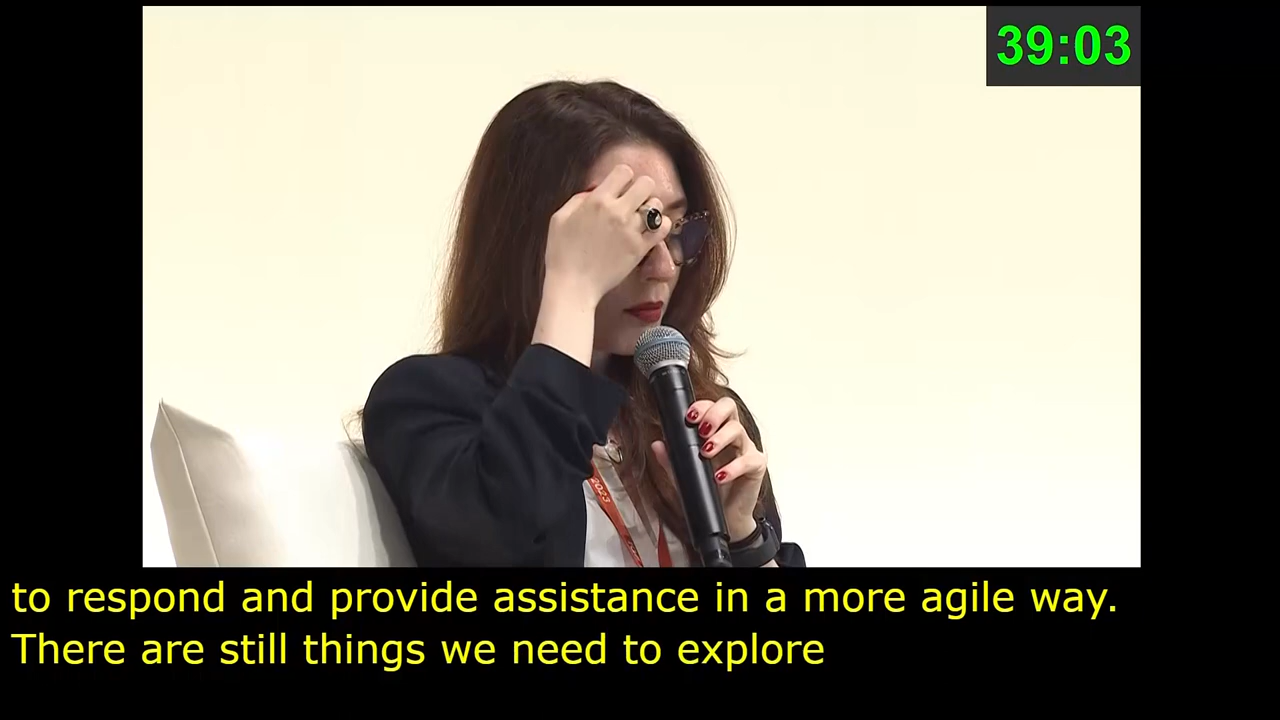 39:03
2023
to respond and provide assistance in a more agile way.
There are still things we need to explore